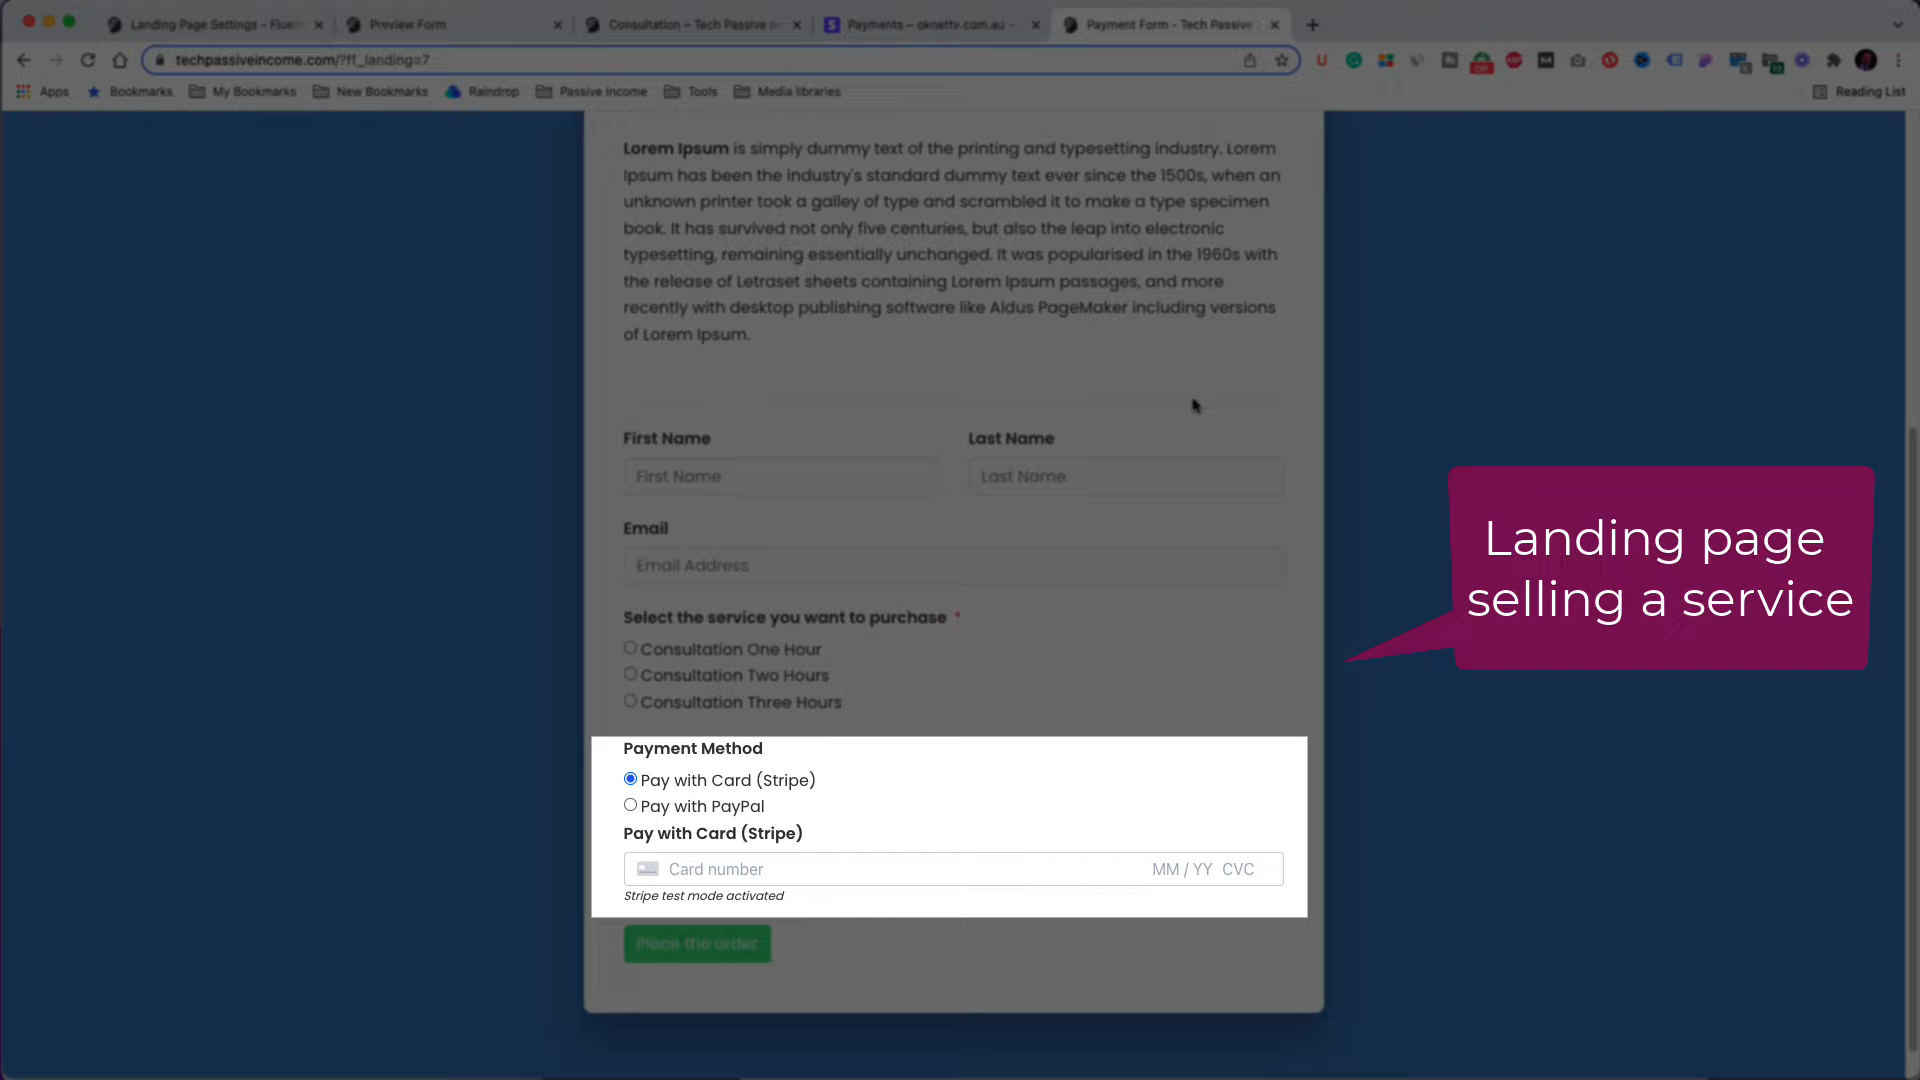 Landing Page Settings - Fluen
Preview Form
Consultation – Tech Passive In
Payments – oknettv.com.au –
Payment Form - Tech Passive
techpassiveincome.com/?ff_landing=7
Apps
Bookmarks
My Bookmarks
New Bookmarks
Raindrop
Passive Income
Tools
Media libraries
Reading List
Lorem Ipsum is simply dummy text of the printing and typesetting industry. Lorem
Ipsum has been the industry's standard dummy text ever since the 1500s, when an
unknown printer took a galley of type and scrambled it to make a type specimen
book. It has survived not only five centuries, but also the leap into electronic
typesetting, remaining essentially unchanged. It was popularised in the 1960s with
the release of Letraset sheets containing Lorem Ipsum passages, and more
recently with desktop publishing software like Aldus PageMaker including versions
of Lorem Ipsum.
First Name
Last Name
First Name
Last Name
Email
Email Address
Select the service you want to purchase *
Consultation One Hour
Consultation Two Hours
Consultation Three Hours
Payment Method
Pay with Card (Stripe)
Pay with PayPal
Pay with Card (Stripe)
Card number
MM / YY CVC
Stripe test mode activated
Place the order
Landing page
selling a service